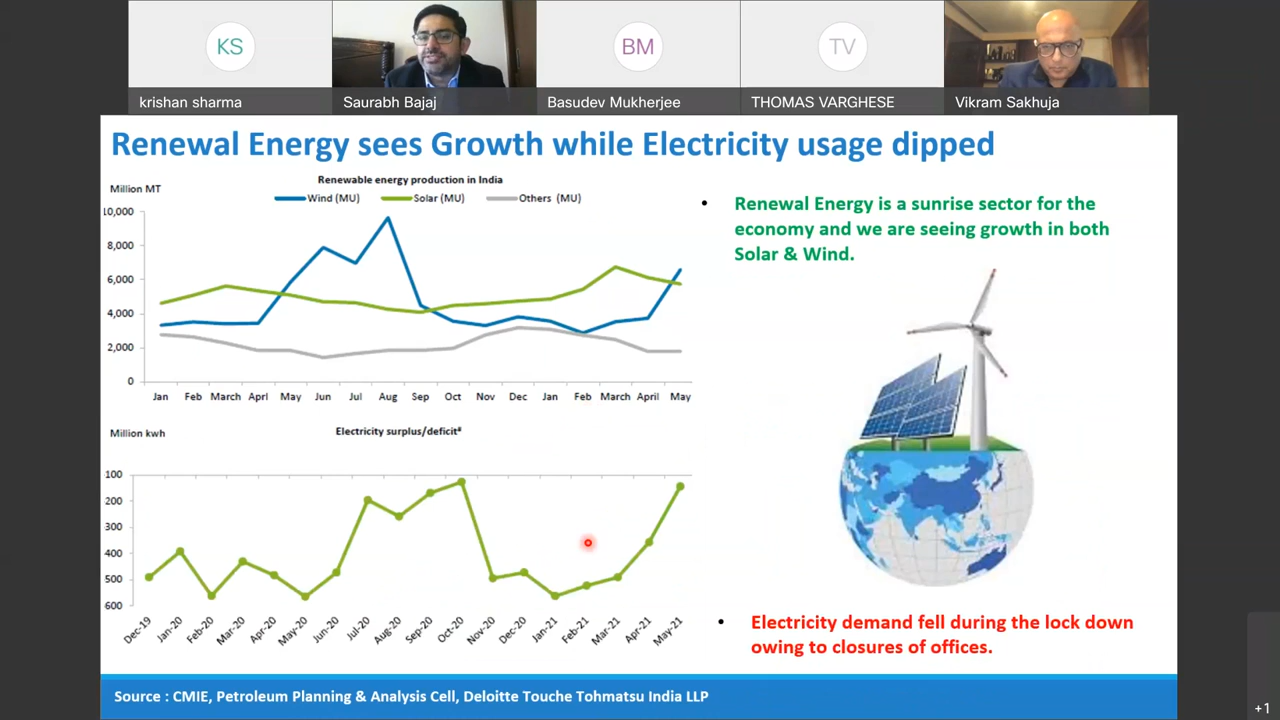 KS
BM
TV
krishan sharma
Saurabh Bajaj
Basudev Mukherjee
THOMAS VARGHESE
Vikram Sakhuja
Renewal Energy sees Growth while Electricity usage dipped
Renewable energy production in India
Million MT
Wind (MU) Solar (MU) Others (MU)
10,000
8,000
6,000
4,000
2,000
0
Jan Feb March Aprl May Jun Jul Aug Sep Oct Nov Dec Jan Feb March April May
Million kwh
Electricity surplus/deficit#
100
200
300
400
500
600
Dec-19 Jan-20 Feb-20 Mar-20 Apr-20 May-20 Jun-20 Jul-20 Aug-20 Sep-20 Oct-20 Nov-20 Dec-20 Jan-21 Feb-21 Mar-21 Apr-21 May-21
• Renewal Energy is a sunrise sector for the
economy and we are seeing growth in both
Solar & Wind.
• Electricity demand fell during the lock down
owing to closures of offices.
Source : CMIE, Petroleum Planning & Analysis Cell, Deloitte Touche Tohmatsu India LLP
+1